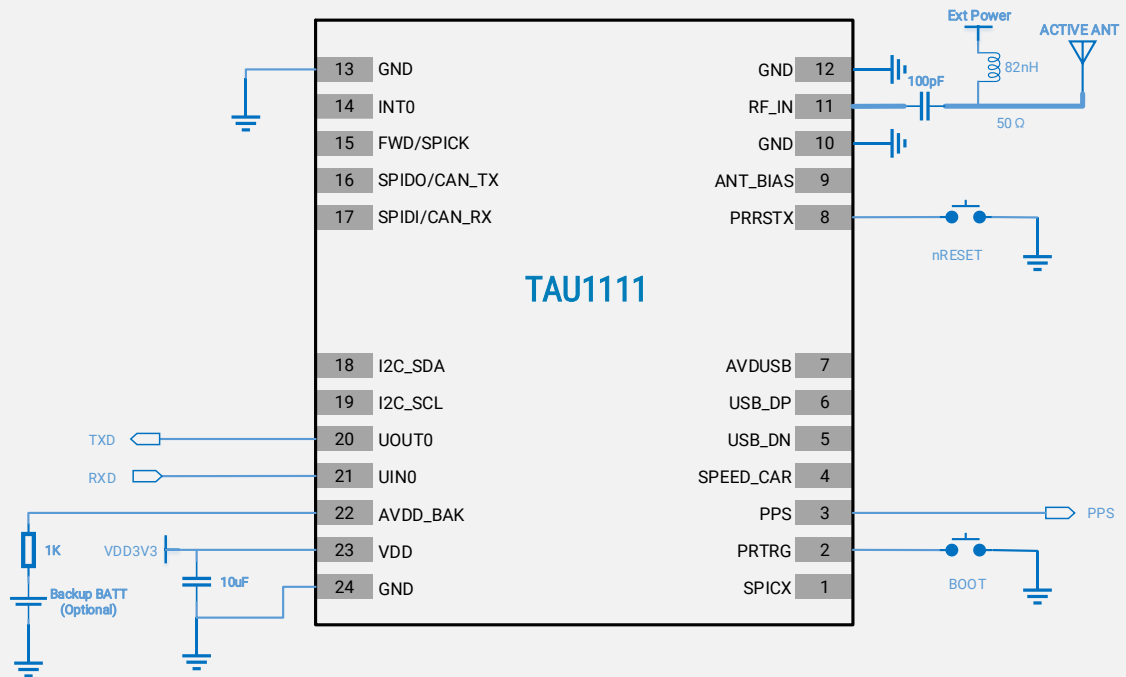 Ext Power
ACTIVE ANT
82nH
100pF
50 Ω
13 GND
GND 12
14 INT0
RF_IN 11
15 FWD/SPICK
GND 10
16 SPIDO/CAN_TX
ANT_BIAS 9
17 SPIDI/CAN_RX
PRRSTX 8
nRESET
TAU1111
18 I2C_SDA
AVDUSB 7
19 I2C_SCL
USB_DP 6
TXD
20 UOUT0
USB_DN 5
RXD
21 UIN0
SPEED_CAR 4
22 AVDD_BAK
PPS 3
PPS
1K
VDD3V3
23 VDD
PRTRG 2
BOOT
10uF
24 GND
SPICX 1
Backup BATT
(Optional)